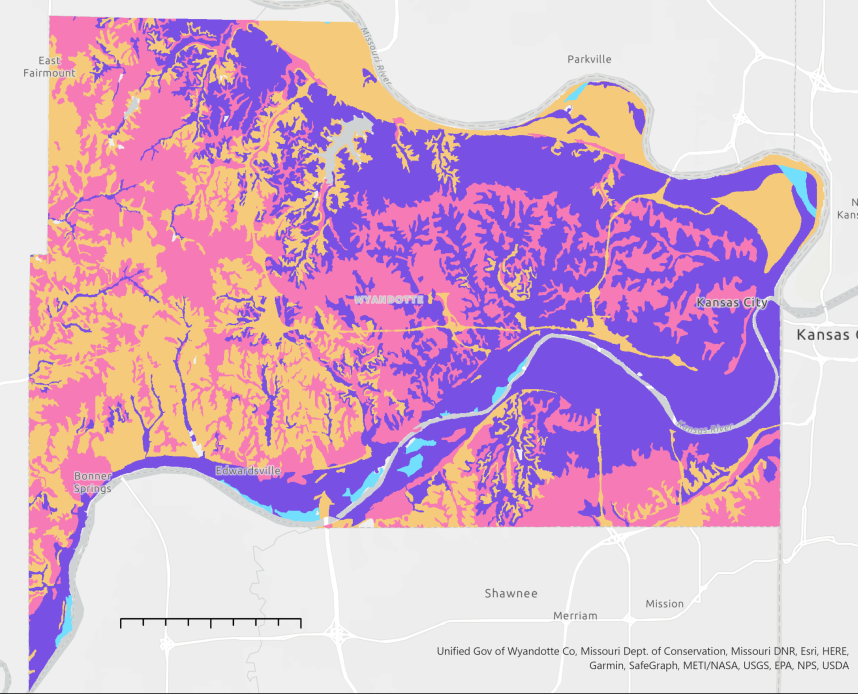 Missouri River
East
Fairmount
Parkville
N
Kans
WYANDOTTE
Kansas City
Kansas C
Kansas River
Bonner
Springs
Edwardsville
Shawnee
Merriam
Mission
Unified Gov of Wyandotte Co, Missouri Dept. of Conservation, Missouri DNR, Esri, HERE,
Garmin, SafeGraph, METI/NASA, USGS, EPA, NPS, USDA